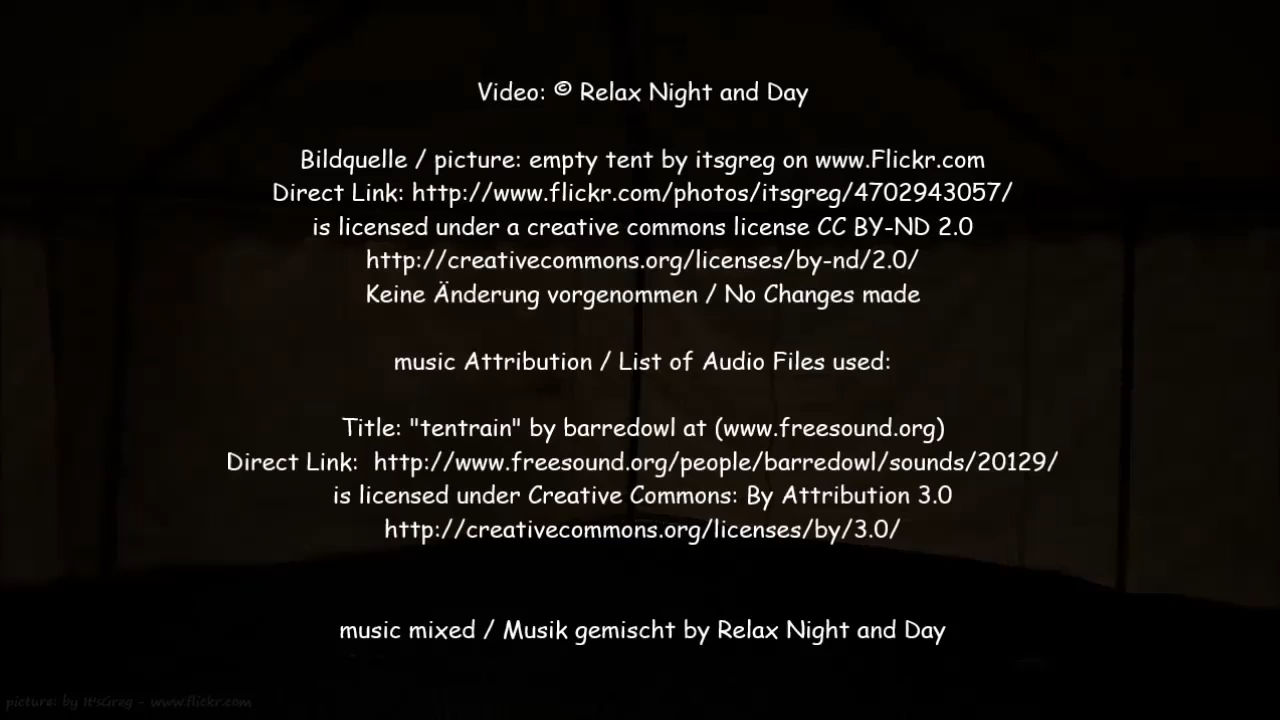 Video: © Relax Night and Day
Bildquelle / picture: empty tent by itsgreg on www.Flickr.com
Direct Link: http://www.flickr.com/photos/itsgreg/4702943057/
is licensed under a creative commons license CC BY-ND 2.0
http://creativecommons.org/licenses/by-nd/2.0/
Keine Änderung vorgenommen / No Changes made
music Attribution / List of Audio Files used:
Title: "tentrain" by barredowl at (www.freesound.org)
Direct Link: http://www.freesound.org/people/barredowl/sounds/20129/
is licensed under Creative Commons: By Attribution 3.0
http://creativecommons.org/licenses/by/3.0/
music mixed / Musik gemischt by Relax Night and Day
picture: by It'sGreg - www.flickr.com